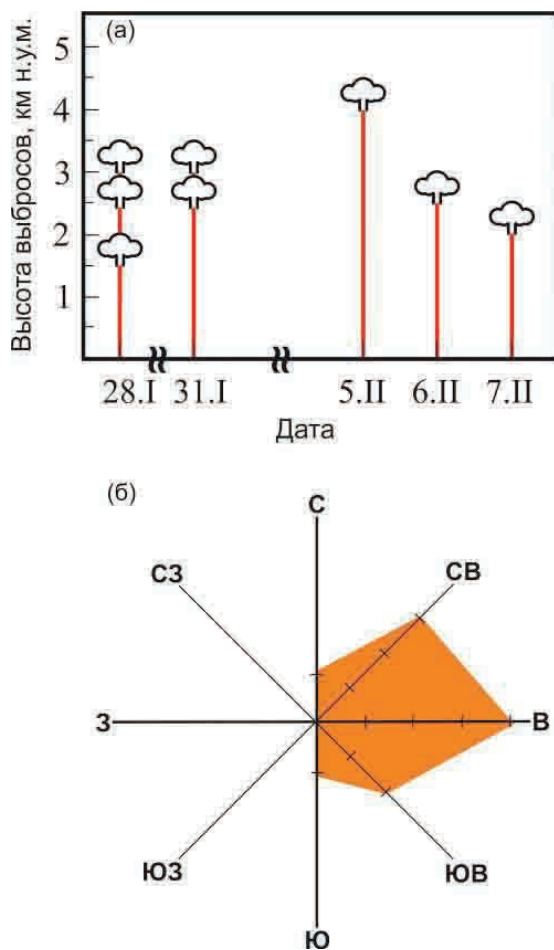 (а)
Высота выбросов, км н.у.м.
5
4
3
2
1
28.I 31.I 5.II 6.II 7.II
Дата
(б)
С
СЗ СВ
З В
ЮЗ ЮВ
Ю